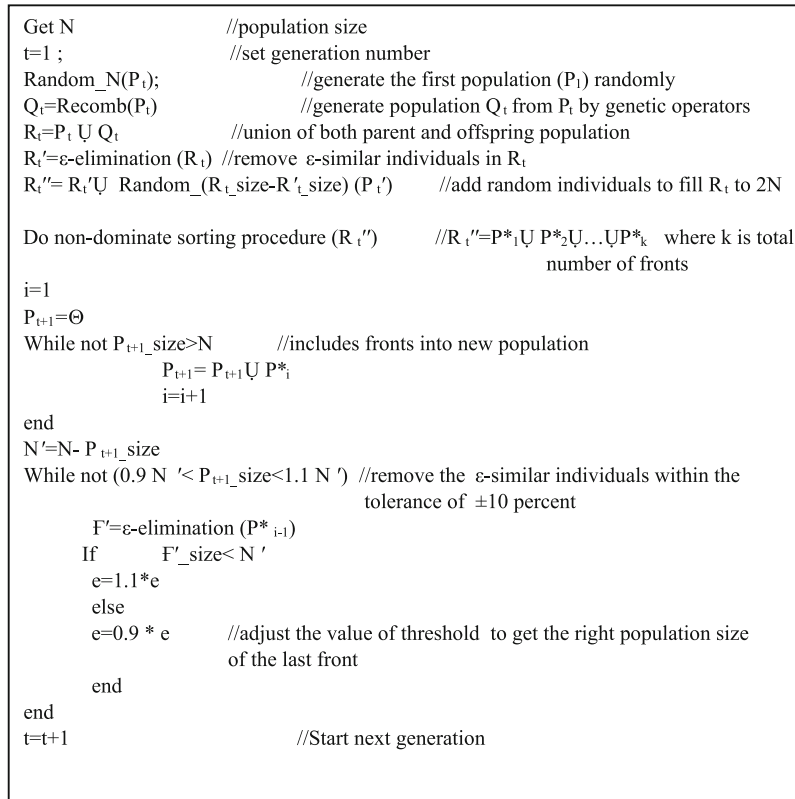 Get N //population size
t=1 ; //set generation number
Random_N(Pₜ); //generate the first population (P₁) randomly
Qₜ=Recomb(Pₜ) //generate population Qₜ from Pₜ by genetic operators
Rₜ=Pₜ Ụ Qₜ //union of both parent and offspring population
Rₜ′=ε-elimination (Rₜ) //remove ε-similar individuals in Rₜ
Rₜ′′= Rₜ′Ụ Random_(Rₜ_size-R′ₜ_size) (Pₜ′) //add random individuals to fill Rₜ to 2N
Do non-dominate sorting procedure (Rₜ′′) //Rₜ′′=P*₁Ụ P*₂Ụ…ỤP*ₖ where k is total
number of fronts
i=1
Pₜ₊₁=Θ
While not Pₜ₊₁_size>N //includes fronts into new population
Pₜ₊₁= Pₜ₊₁Ụ P*ᵢ
i=i+1
end
N′=N- Pₜ₊₁_size
While not (0.9 N ′< Pₜ₊₁_size<1.1 N ′) //remove the ε-similar individuals within the
tolerance of ±10 percent
F′=ε-elimination (P*ᵢ₋₁)
If F′_size< N ′
e=1.1*e
else
e=0.9 * e //adjust the value of threshold to get the right population size
of the last front
end
end
t=t+1 //Start next generation